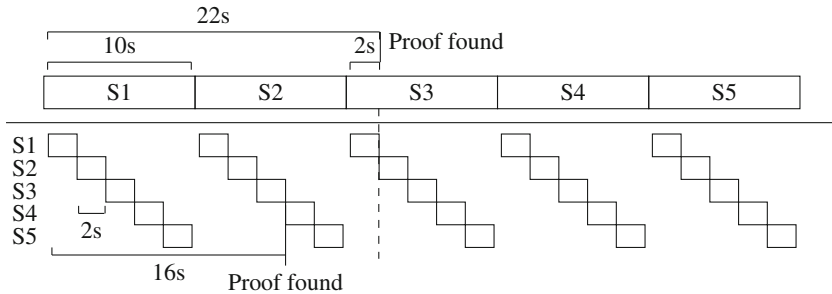 22s
10s
2s
Proof found
S1 S2 S3 S4 S5
S1
S2
S3
S4
S5
2s
16s
Proof found